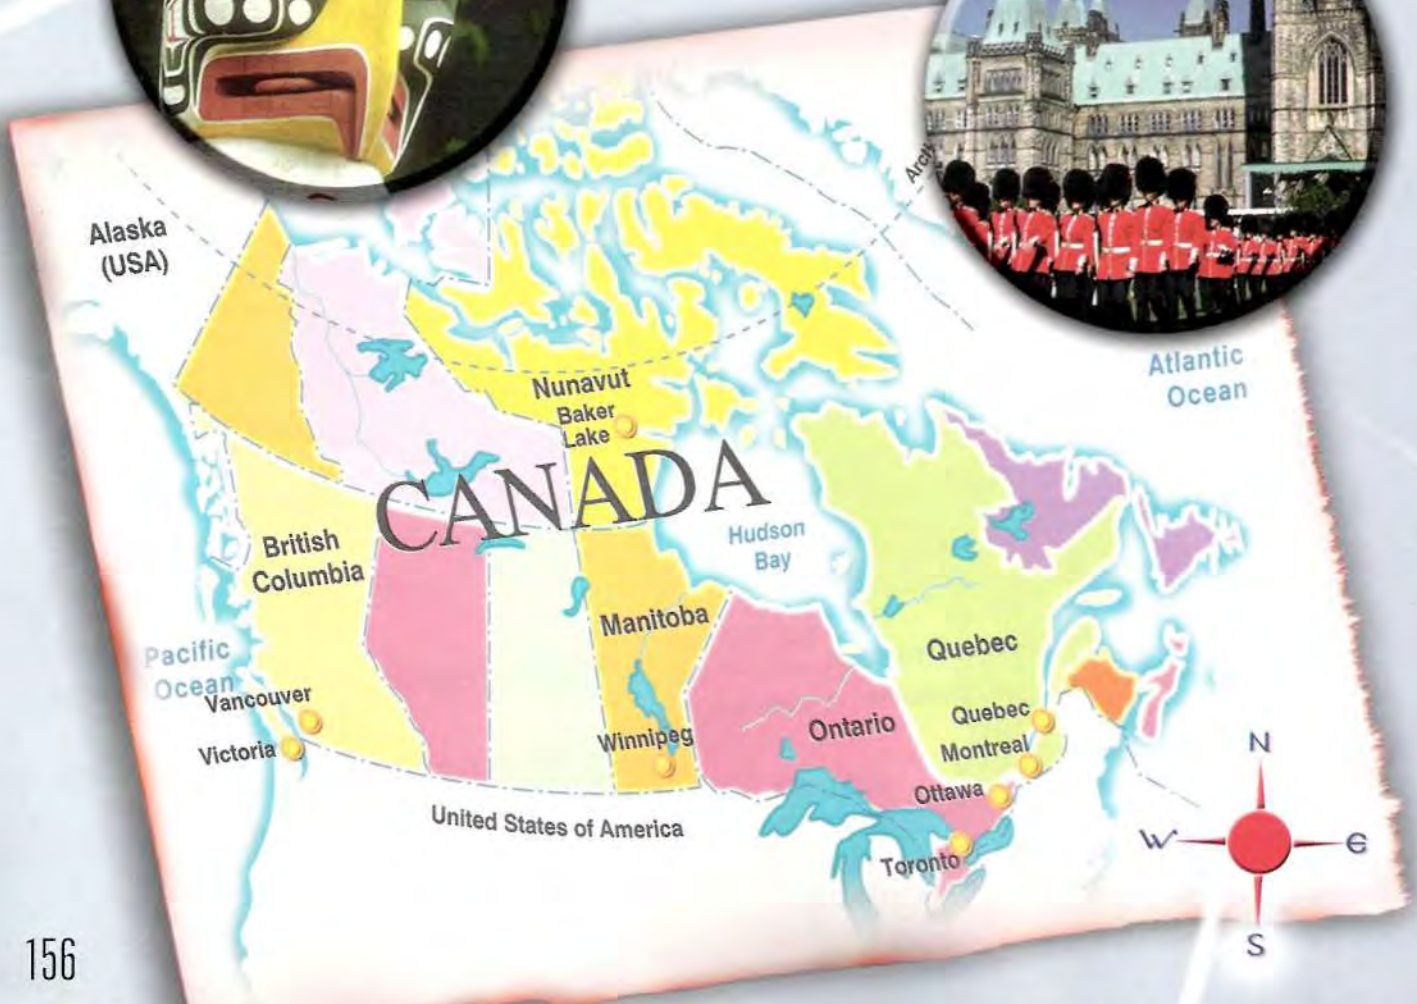 Alaska
(USA)
Nunavut
Baker
Lake
CANADA
Atlantic
Ocean
Hudson
Bay
British
Columbia
Manitoba
Quebec
Pacific
Ocean
Vancouver
Victoria
Winnipeg
Ontario
Quebec
Montreal
Ottawa
Toronto
United States of America
N
W
E
S
156